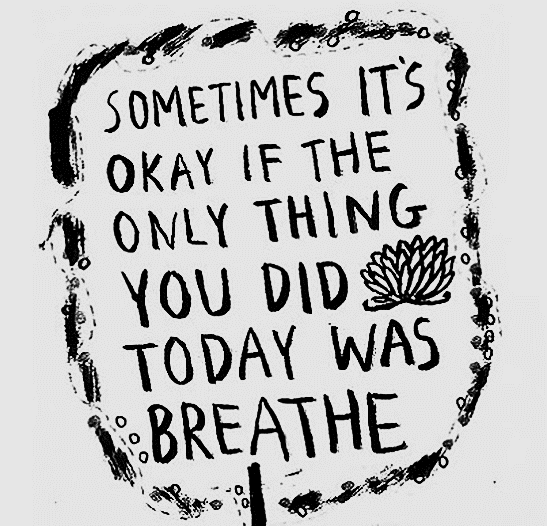 SOMETIMES IT'S
OKAY IF THE
ONLY THING
YOU DID
TODAY WAS
BREATHE